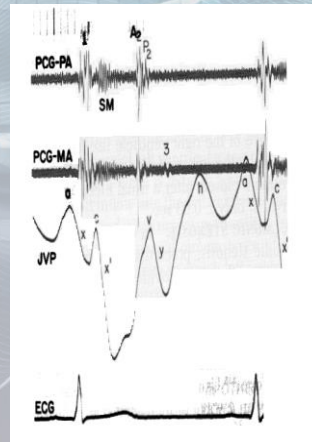 1 A₂ P₂
PCG-PA
SM
PCG-MA 3
a h a c
c v x
x' y x'
x
JVP
ECG